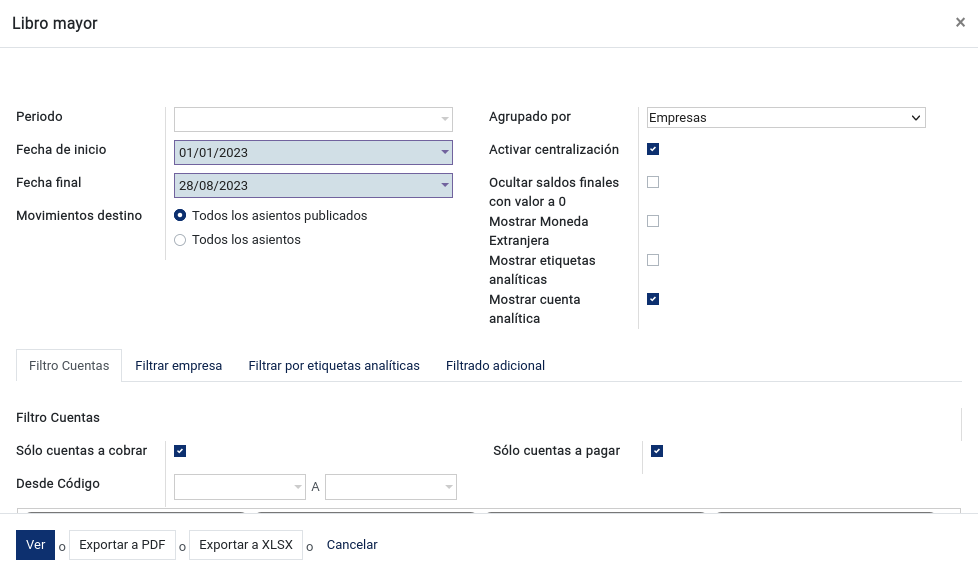 Libro mayor
×
Periodo
Fecha de inicio
01/01/2023
Fecha final
28/08/2023
Movimientos destino
Todos los asientos publicados
Todos los asientos
Agrupado por
Empresas
Activar centralización
Ocultar saldos finales
con valor a 0
Mostrar Moneda
Extranjera
Mostrar etiquetas
analíticas
Mostrar cuenta
analítica
Filtro Cuentas Filtrar empresa Filtrar por etiquetas analíticas Filtrado adicional
Filtro Cuentas
Sólo cuentas a cobrar
Sólo cuentas a pagar
Desde Código
A
Ver o Exportar a PDF o Exportar a XLSX o Cancelar